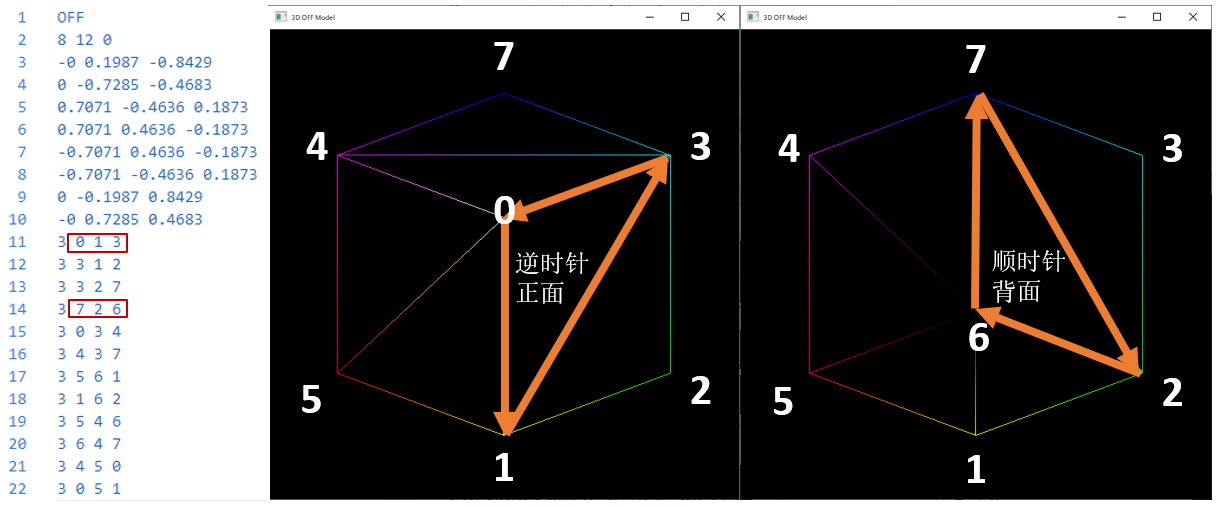 1 OFF
2 8 12 0
3 -0 0.1987 -0.8429
4 0 -0.7285 -0.4683
5 0.7071 -0.4636 0.1873
6 0.7071 0.4636 -0.1873
7 -0.7071 0.4636 -0.1873
8 -0.7071 -0.4636 0.1873
9 0 -0.1987 0.8429
10 -0 0.7285 0.4683
11 3 0 1 3
12 3 3 1 2
13 3 3 2 7
14 3 7 2 6
15 3 0 3 4
16 3 4 3 7
17 3 5 6 1
18 3 1 6 2
19 3 5 4 6
20 3 6 4 7
21 3 4 5 0
22 3 0 5 1
3D OFF Model
7
4
3
0
逆时针
正面
5
2
1
3D OFF Model
7
4
3
顺时针
背面
6
5
2
1